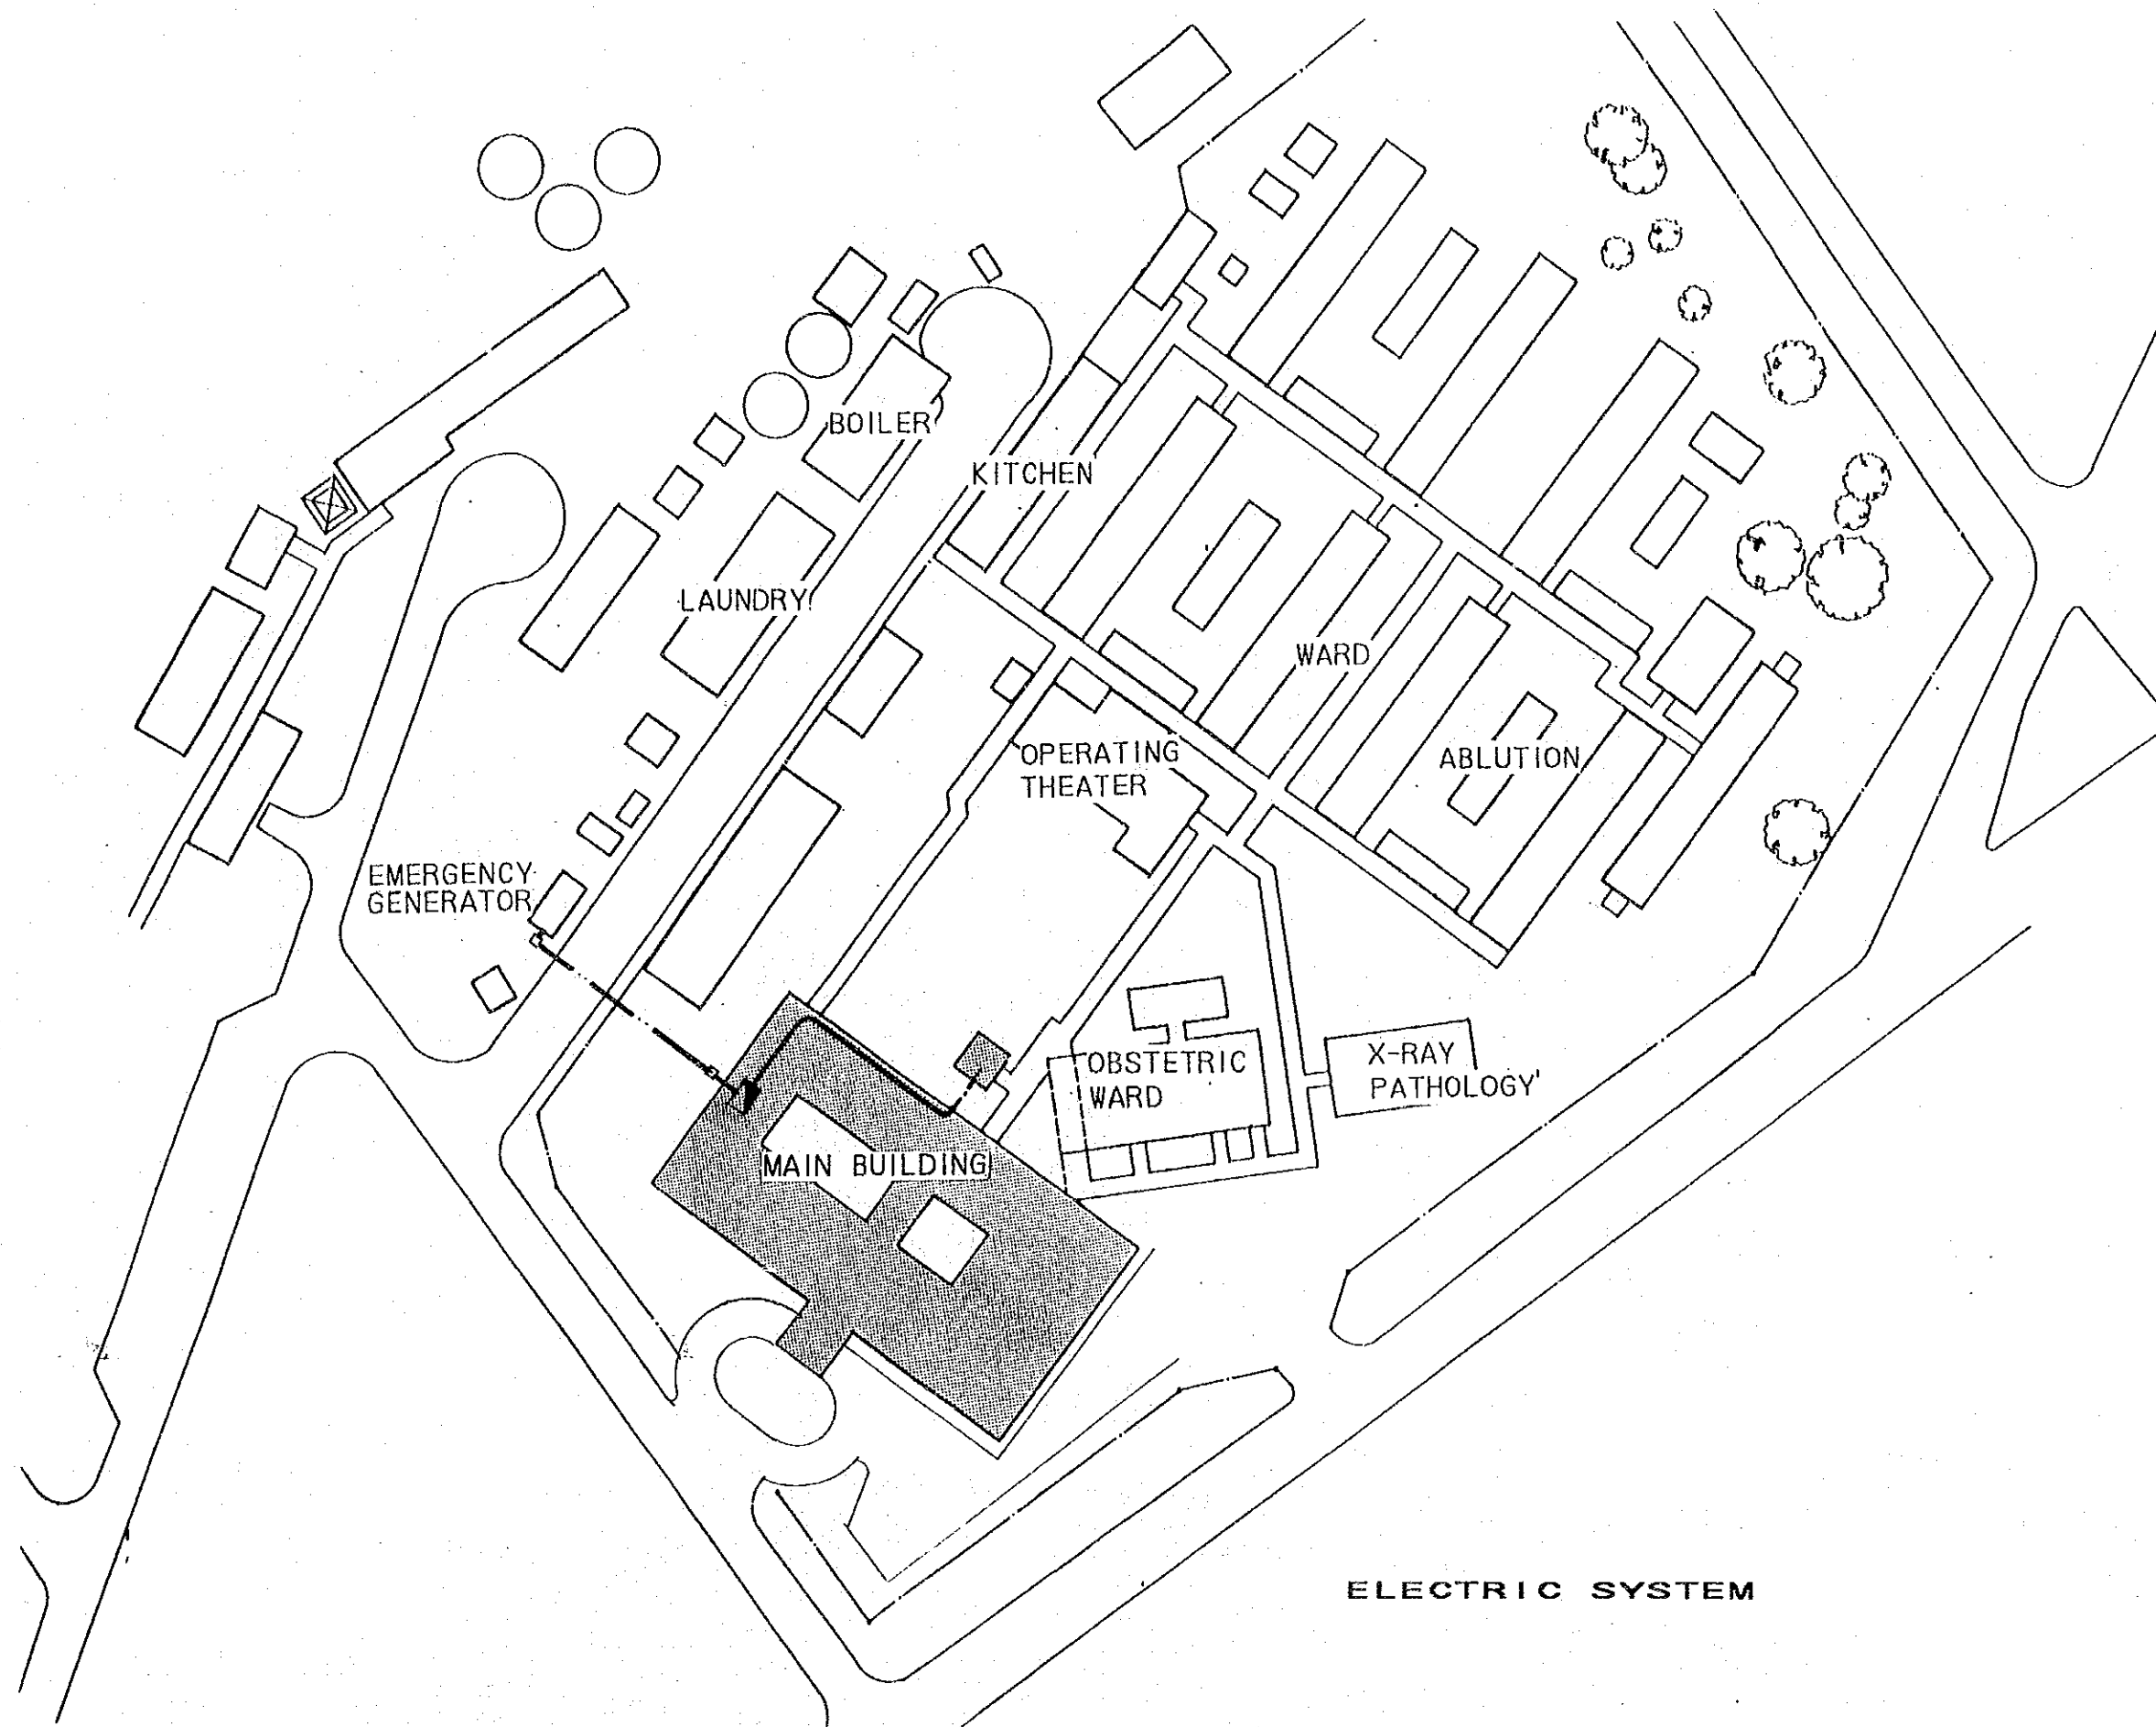 BOILER
KITCHEN
LAUNDRY
WARD
OPERATING
THEATER
ABLUTION
EMERGENCY
GENERATOR
OBSTETRIC
WARD
X-RAY
PATHOLOGY
MAIN BUILDING
ELECTRIC SYSTEM